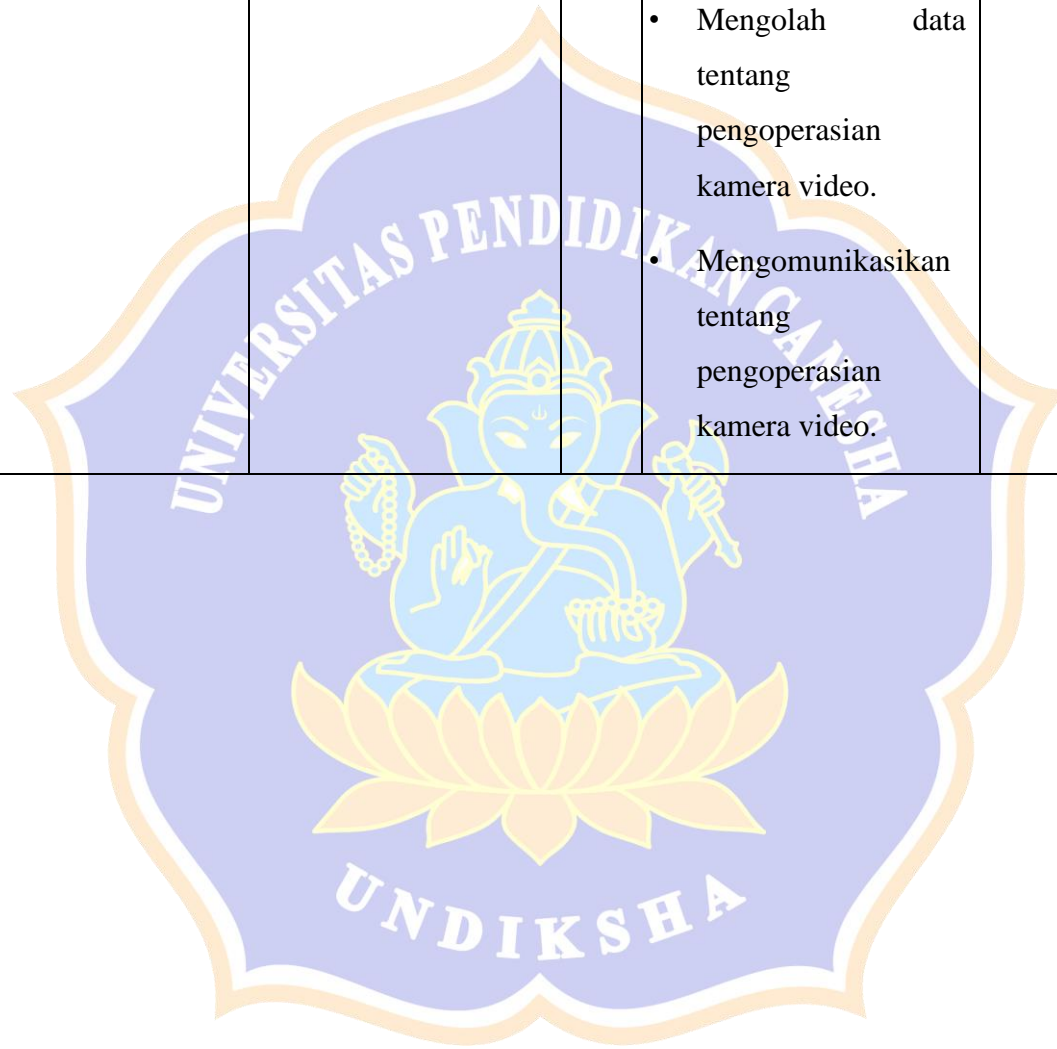 • Mengolah data
tentang
pengoperasian
kamera video.
• Mengomunikasikan
tentang
pengoperasian
kamera video.
UNIVERSITAS PENDIDIKAN GANESHA
UNDIKSHA